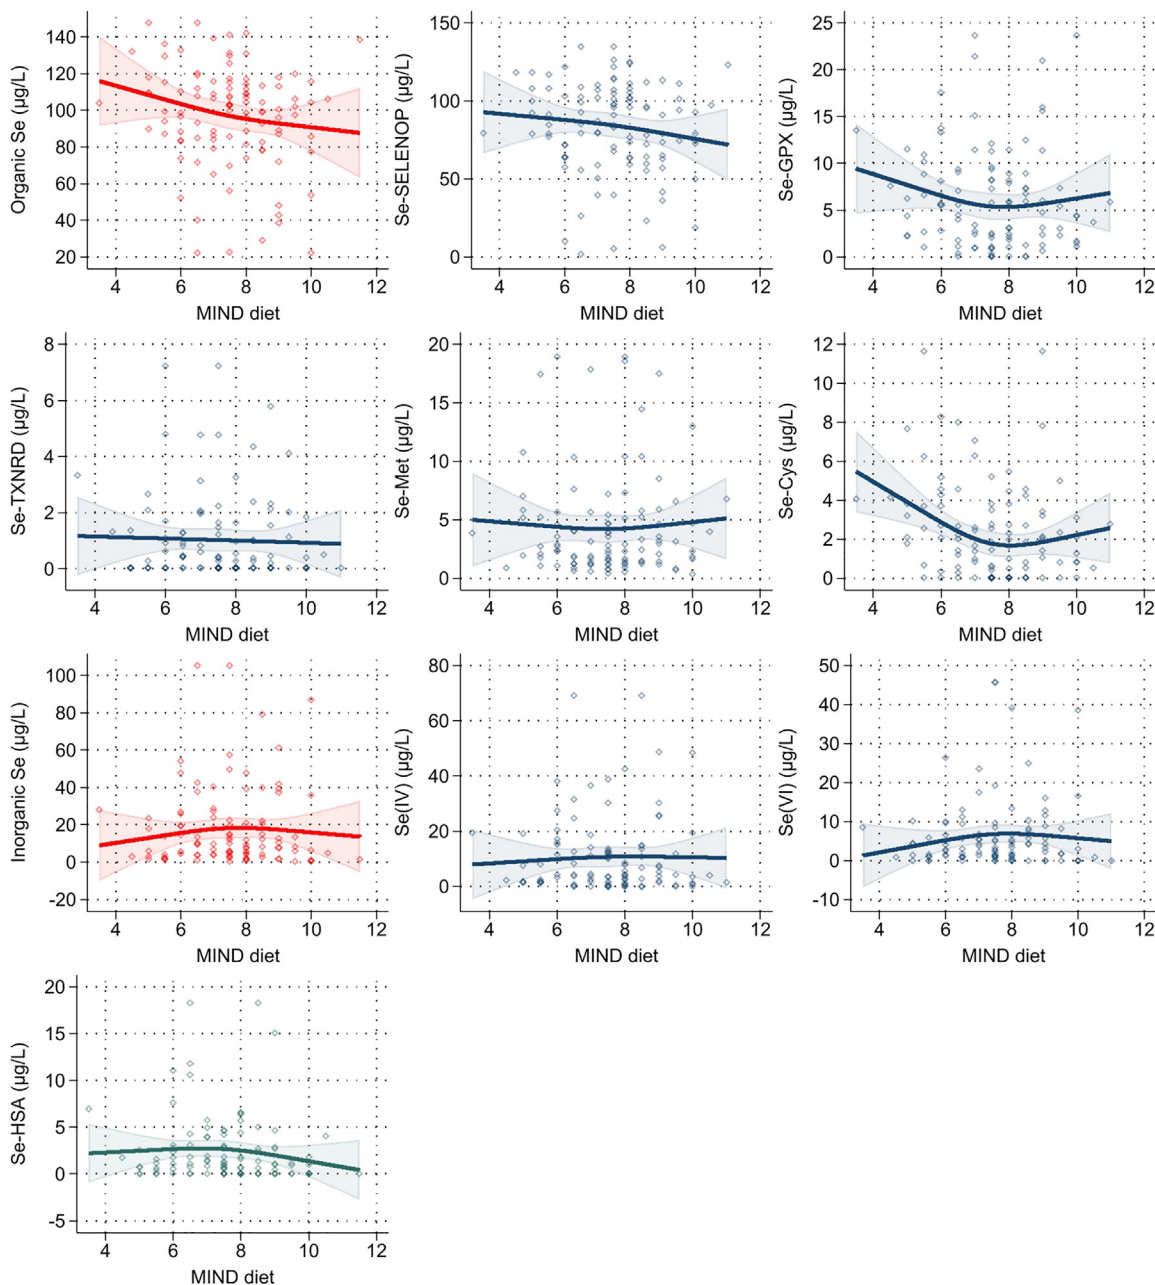 Organic Se (µg/L)
140
120
100
80
60
40
20
4 6 8 10 12
MIND diet
Se-SELENOP (µg/L)
150
100
50
0
4 6 8 10 12
MIND diet
Se-GPX (µg/L)
25
20
15
10
5
0
4 6 8 10 12
MIND diet
Se-TXNRD (µg/L)
8
6
4
2
0
4 6 8 10 12
MIND diet
Se-Met (µg/L)
20
15
10
5
0
4 6 8 10 12
MIND diet
Se-Cys (µg/L)
12
10
8
6
4
2
0
4 6 8 10 12
MIND diet
Inorganic Se (µg/L)
100
80
60
40
20
0
-20
4 6 8 10 12
MIND diet
Se(IV) (µg/L)
80
60
40
20
0
4 6 8 10 12
MIND diet
Se(VI) (µg/L)
50
40
30
20
10
0
-10
4 6 8 10 12
MIND diet
Se-HSA (µg/L)
20
15
10
5
0
-5
4 6 8 10 12
MIND diet